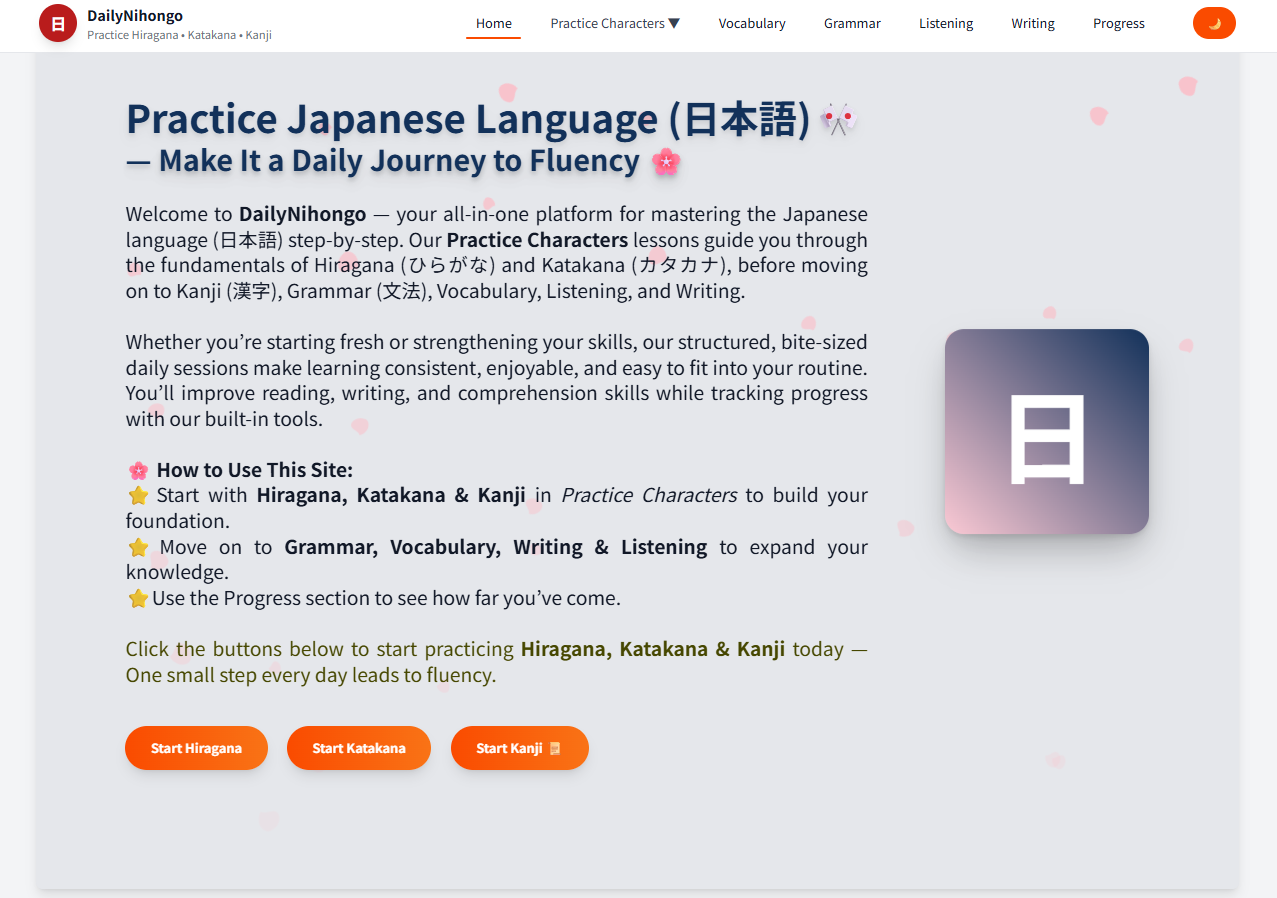 日
DailyNihongo
Practice Hiragana • Katakana • Kanji
Home
Practice Characters ▼
Vocabulary
Grammar
Listening
Writing
Progress
Practice Japanese Language (日本語) 🎌
— Make It a Daily Journey to Fluency 🌸
Welcome to DailyNihongo — your all-in-one platform for mastering the Japanese
language (日本語) step-by-step. Our Practice Characters lessons guide you through
the fundamentals of Hiragana (ひらがな) and Katakana (カタカナ), before moving
on to Kanji (漢字), Grammar (文法), Vocabulary, Listening, and Writing.
Whether you’re starting fresh or strengthening your skills, our structured, bite-sized
daily sessions make learning consistent, enjoyable, and easy to fit into your routine.
You’ll improve reading, writing, and comprehension skills while tracking progress
with our built-in tools.
🌸 How to Use This Site:
⭐ Start with Hiragana, Katakana & Kanji in Practice Characters to build your
foundation.
⭐ Move on to Grammar, Vocabulary, Writing & Listening to expand your
knowledge.
⭐ Use the Progress section to see how far you’ve come.
Click the buttons below to start practicing Hiragana, Katakana & Kanji today —
One small step every day leads to fluency.
Start Hiragana
Start Katakana
Start Kanji
日